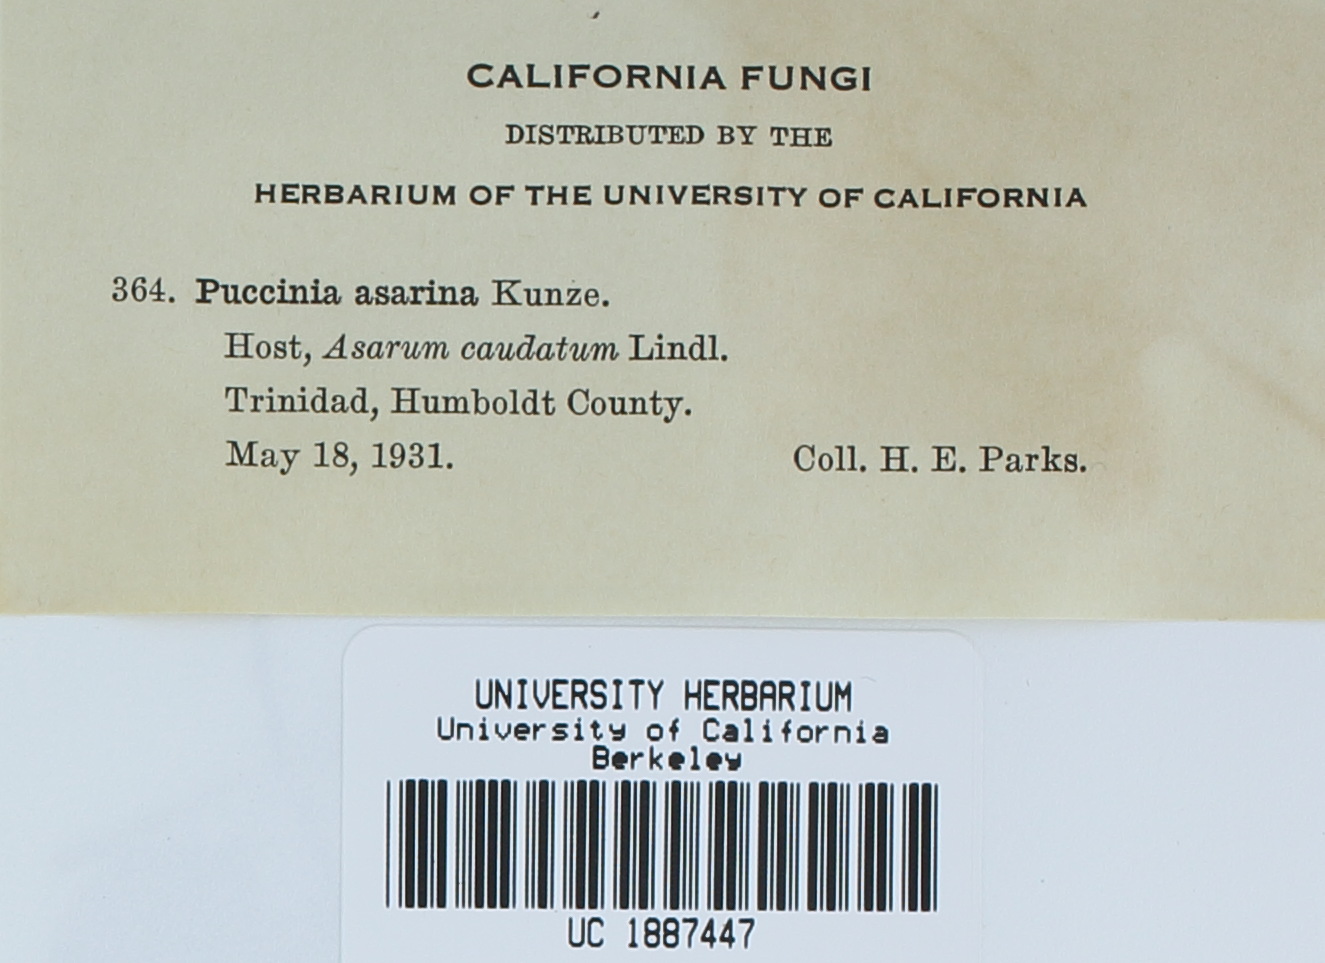 CALIFORNIA FUNGI
DISTRIBUTED BY THE
HERBARIUM OF THE UNIVERSITY OF CALIFORNIA
364. Puccinia asarina Kunze.
Host, Asarum caudatum Lindl.
Trinidad, Humboldt County.
May 18, 1931. Coll. H. E. Parks.
UNIVERSITY HERBARIUM
University of California
Berkeley
UC 1887447